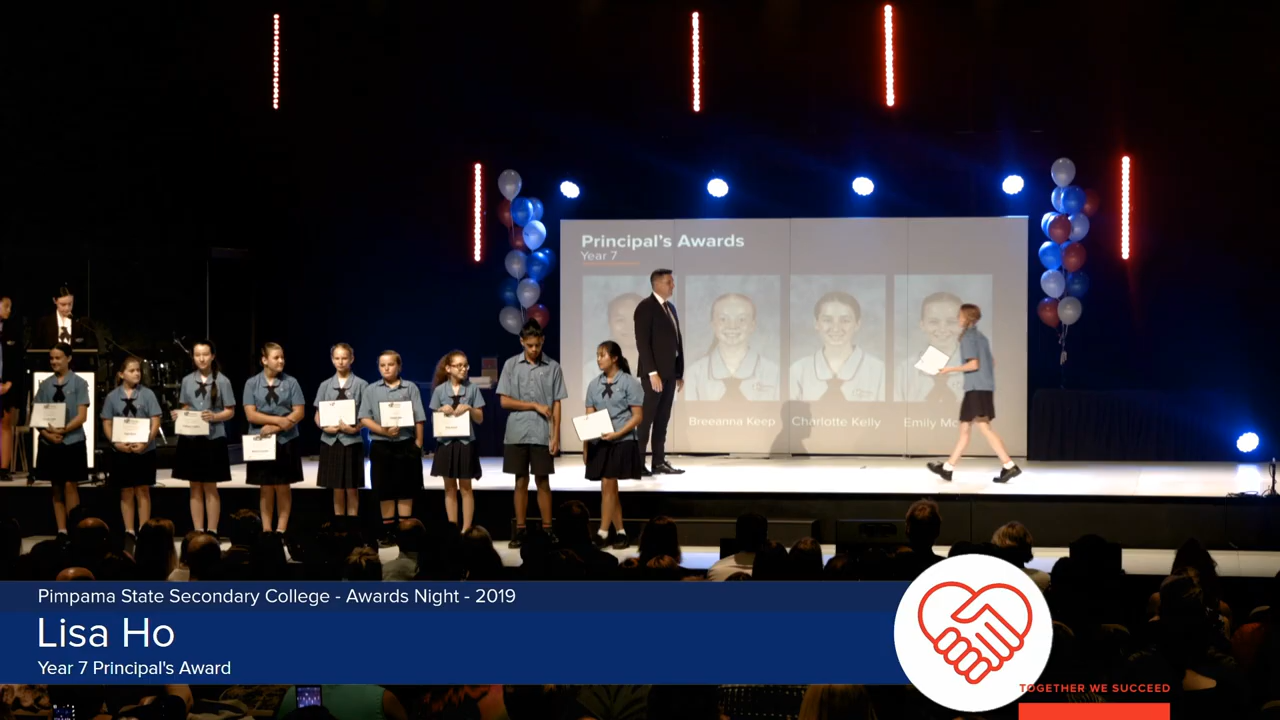 Principal's Awards
Year 7
Breeanna Keep
Charlotte Kelly
Emily
Pimpama State Secondary College - Awards Night - 2019
Lisa Ho
Year 7 Principal's Award
TOGETHER WE SUCCEED